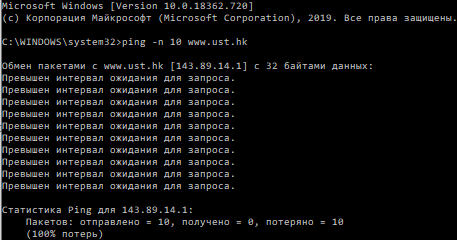 Microsoft Windows [Version 10.0.18362.720]
(c) Корпорация Майкрософт (Microsoft Corporation), 2019. Все права защищены.
C:\WINDOWS\system32>ping -n 10 www.ust.hk
Обмен пакетами с www.ust.hk [143.89.14.1] с 32 байтами данных:
Превышен интервал ожидания для запроса.
Превышен интервал ожидания для запроса.
Превышен интервал ожидания для запроса.
Превышен интервал ожидания для запроса.
Превышен интервал ожидания для запроса.
Превышен интервал ожидания для запроса.
Превышен интервал ожидания для запроса.
Превышен интервал ожидания для запроса.
Превышен интервал ожидания для запроса.
Превышен интервал ожидания для запроса.
Статистика Ping для 143.89.14.1:
Пакетов: отправлено = 10, получено = 0, потеряно = 10
(100% потерь)